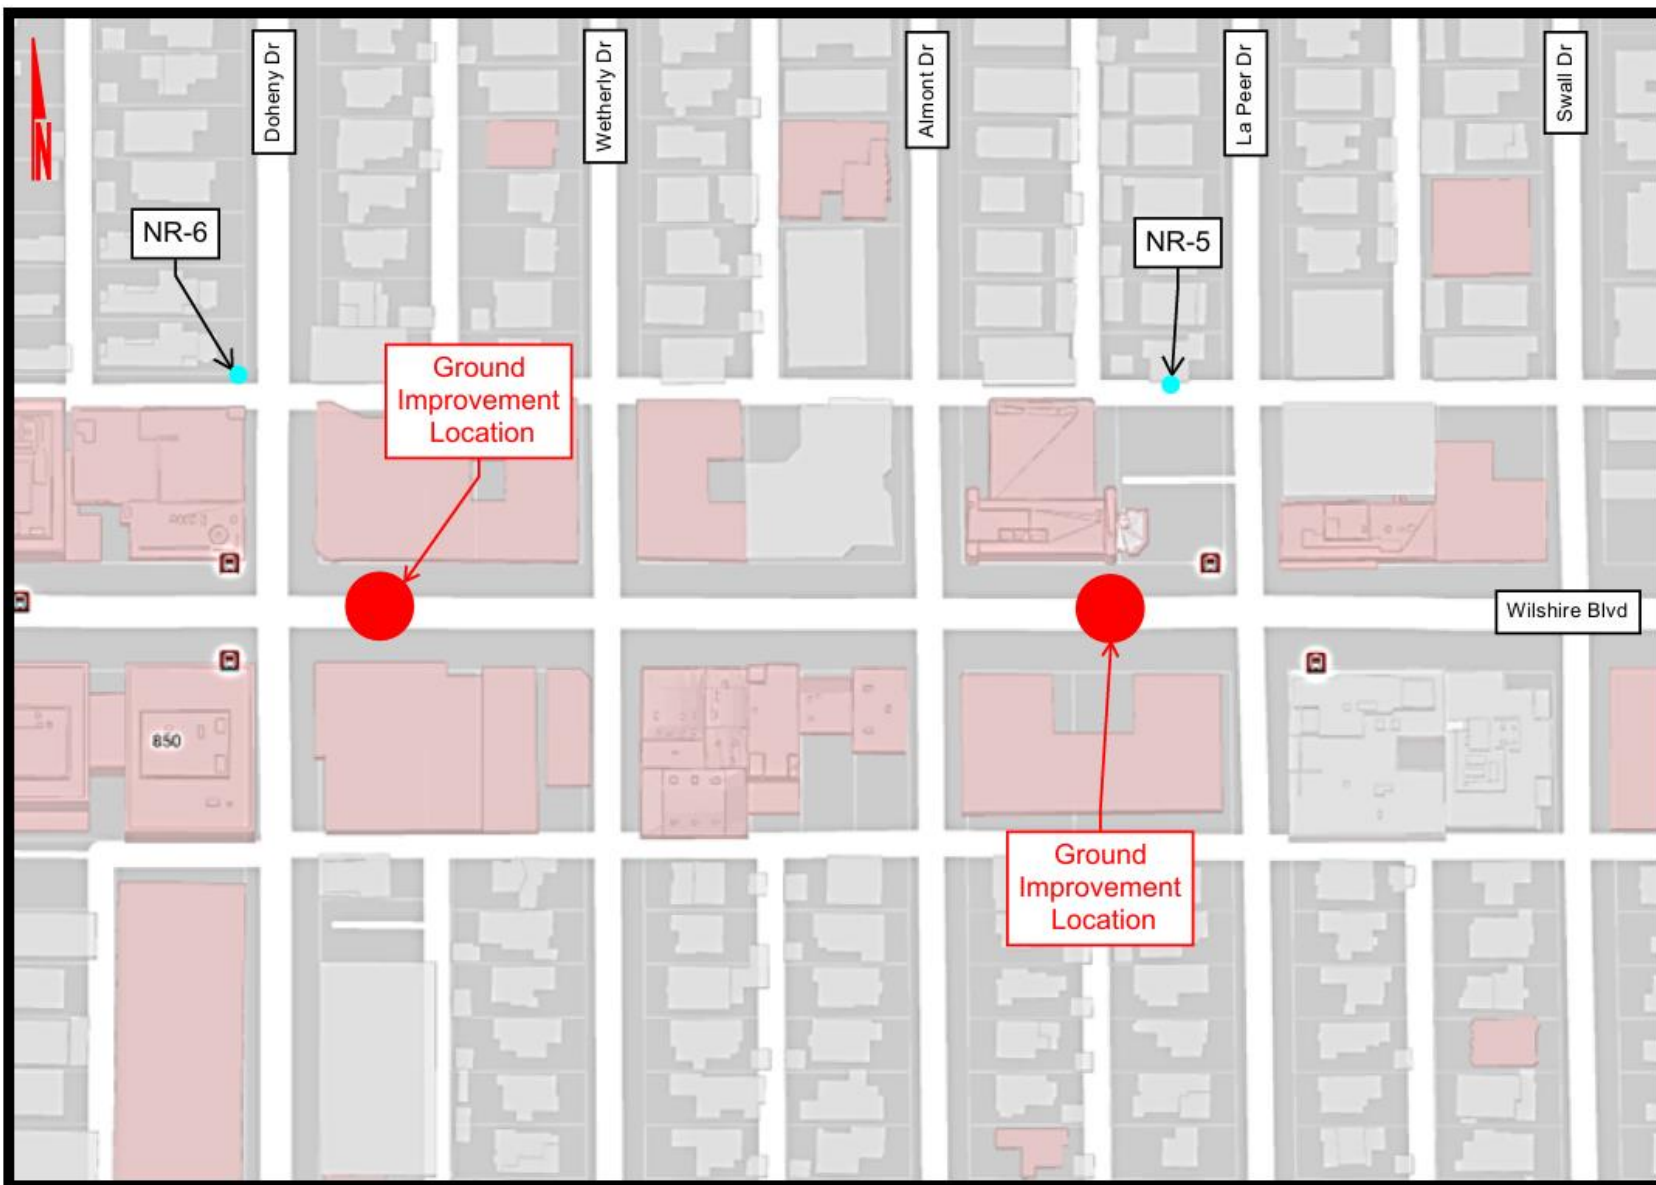 Doheny Dr
Wetherly Dr
Almont Dr
La Peer Dr
Swall Dr
N
NR-6
NR-5
Ground
Improvement
Location
Wilshire Blvd
850
Ground
Improvement
Location